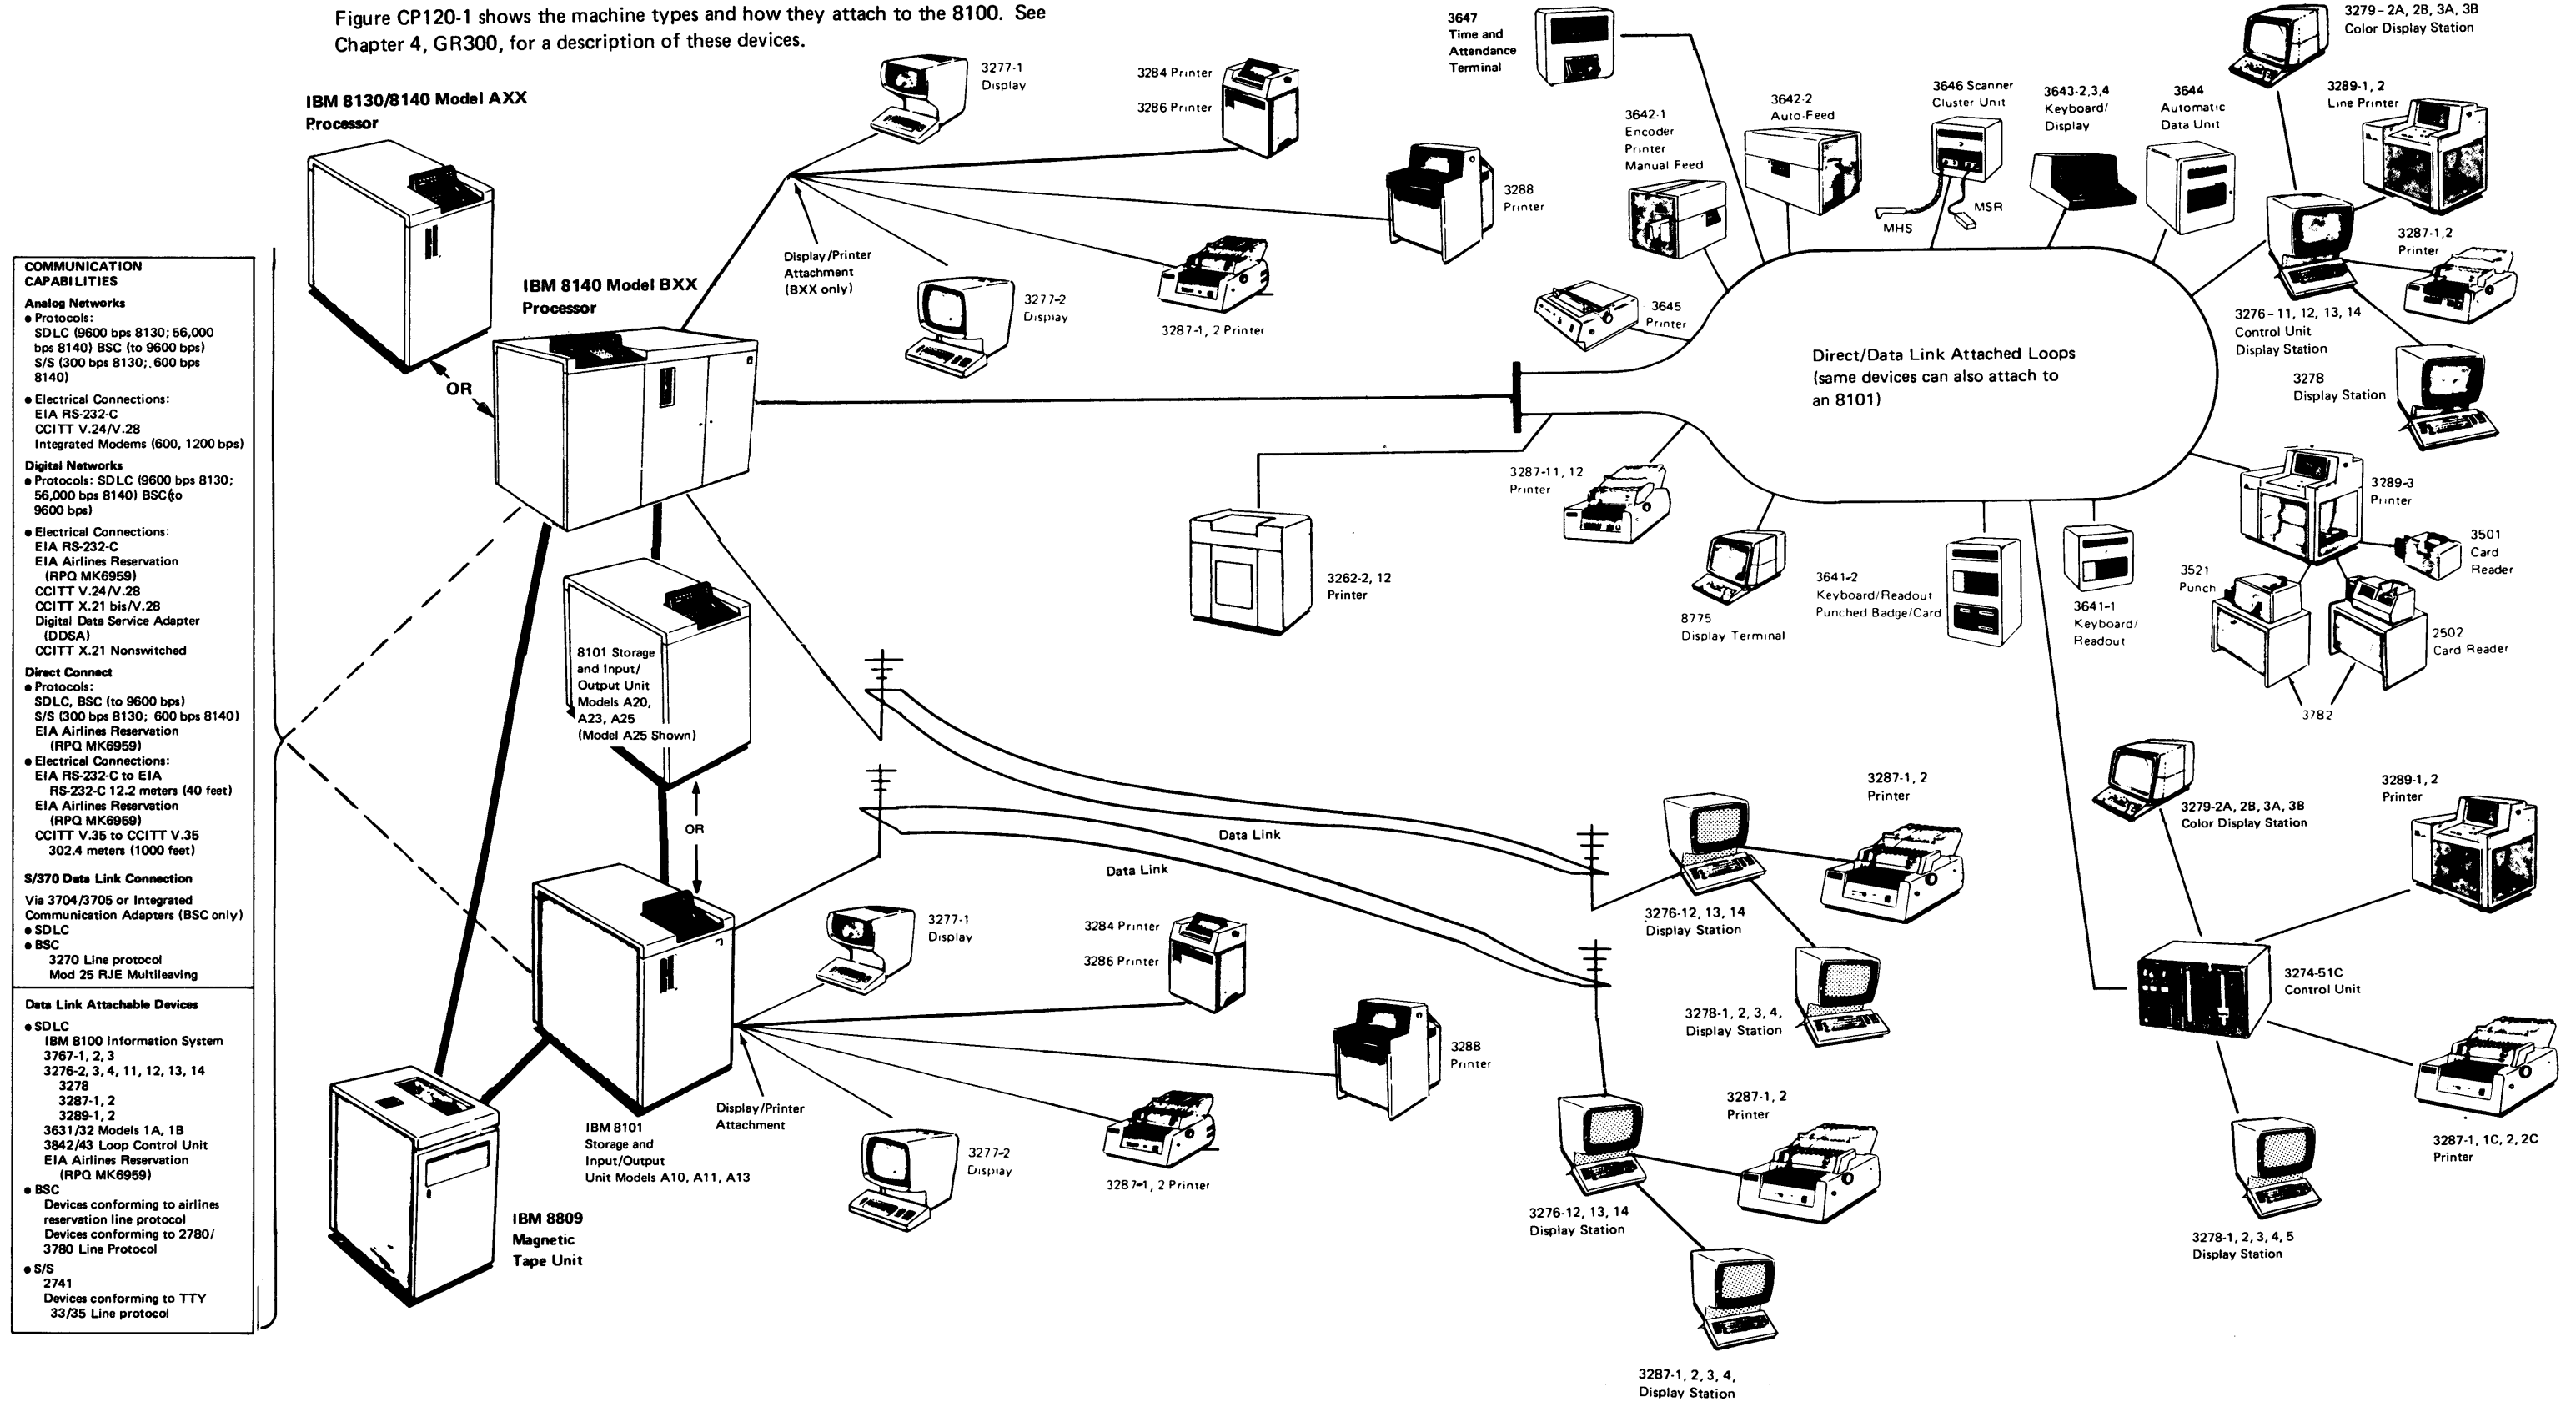 Figure CP120-1 shows the machine types and how they attach to the 8100. See
Chapter 4, GR300, for a description of these devices.
IBM 8130/8140 Model AXX
Processor
OR
IBM 8140 Model BXX
Processor
COMMUNICATION
CAPABILITIES
Analog Networks
● Protocols:
SDLC (9600 bps 8130; 56,000
bps 8140) BSC (to 9600 bps)
S/S (300 bps 8130;.600 bps
8140)
● Electrical Connections:
EIA RS-232-C
CCITT V.24/V.28
Integrated Modems (600, 1200 bps)
Digital Networks
● Protocols: SDLC (9600 bps 8130;
56,000 bps 8140) BSC(to
9600 bps)
● Electrical Connections:
EIA RS-232-C
EIA Airlines Reservation
(RPQ MK6959)
CCITT V.24/V.28
CCITT X.21 bis/V.28
Digital Data Service Adapter
(DDSA)
CCITT X.21 Nonswitched
Direct Connect
● Protocols:
SDLC, BSC (to 9600 bps)
S/S (300 bps 8130; 600 bps 8140)
EIA Airlines Reservation
(RPQ MK6959)
● Electrical Connections:
EIA RS-232-C to EIA
RS-232-C 12.2 meters (40 feet)
EIA Airlines Reservation
(RPQ MK6959)
CCITT V.35 to CCITT V.35
302.4 meters (1000 feet)
S/370 Data Link Connection
Via 3704/3705 or Integrated
Communication Adapters (BSC only)
● SDLC
● BSC
3270 Line protocol
Mod 25 RJE Multileaving
Data Link Attachable Devices
● SDLC
IBM 8100 Information System
3767-1, 2, 3
3276-2, 3, 4, 11, 12, 13, 14
3278
3287-1, 2
3289-1, 2
3631/32 Models 1A, 1B
3842/43 Loop Control Unit
EIA Airlines Reservation
(RPQ MK6959)
● BSC
Devices conforming to airlines
reservation line protocol
Devices conforming to 2780/
3780 Line Protocol
● S/S
2741
Devices conforming to TTY
33/35 Line protocol
3277-1
Display
3284 Printer
3286 Printer
3288
Printer
Display/Printer
Attachment
(BXX only)
3277-2
Display
3287-1, 2 Printer
3647
Time and
Attendance
Terminal
3642-1
Encoder
Printer
Manual Feed
3642-2
Auto-Feed
3646 Scanner
Cluster Unit
MHS
MSR
3643-2,3,4
Keyboard/
Display
3644
Automatic
Data Unit
3279-2A, 2B, 3A, 3B
Color Display Station
3289-1, 2
Line Printer
3287-1,2
Printer
3276-11, 12, 13, 14
Control Unit
Display Station
3278
Display Station
3645
Printer
Direct/Data Link Attached Loops
(same devices can also attach to
an 8101)
3287-11, 12
Printer
3262-2, 12
Printer
8775
Display Terminal
3641-2
Keyboard/Readout
Punched Badge/Card
3641-1
Keyboard/
Readout
3289-3
Printer
3501
Card
Reader
3521
Punch
2502
Card Reader
3782
8101 Storage
and Input/
Output Unit
Models A20,
A23, A25
(Model A25 Shown)
OR
Data Link
Data Link
3276-12, 13, 14
Display Station
3287-1, 2
Printer
3278-1, 2, 3, 4,
Display Station
3279-2A, 2B, 3A, 3B
Color Display Station
3289-1, 2
Printer
3274-51C
Control Unit
3287-1, 1C, 2, 2C
Printer
3278-1, 2, 3, 4, 5
Display Station
IBM 8101
Storage and
Input/Output
Unit Models A10, A11, A13
Display/Printer
Attachment
3277-1
Display
3284 Printer
3286 Printer
3288
Printer
3287-1, 2 Printer
3277-2
Display
IBM 8809
Magnetic
Tape Unit
3276-12, 13, 14
Display Station
3287-1, 2
Printer
3287-1, 2, 3, 4,
Display Station